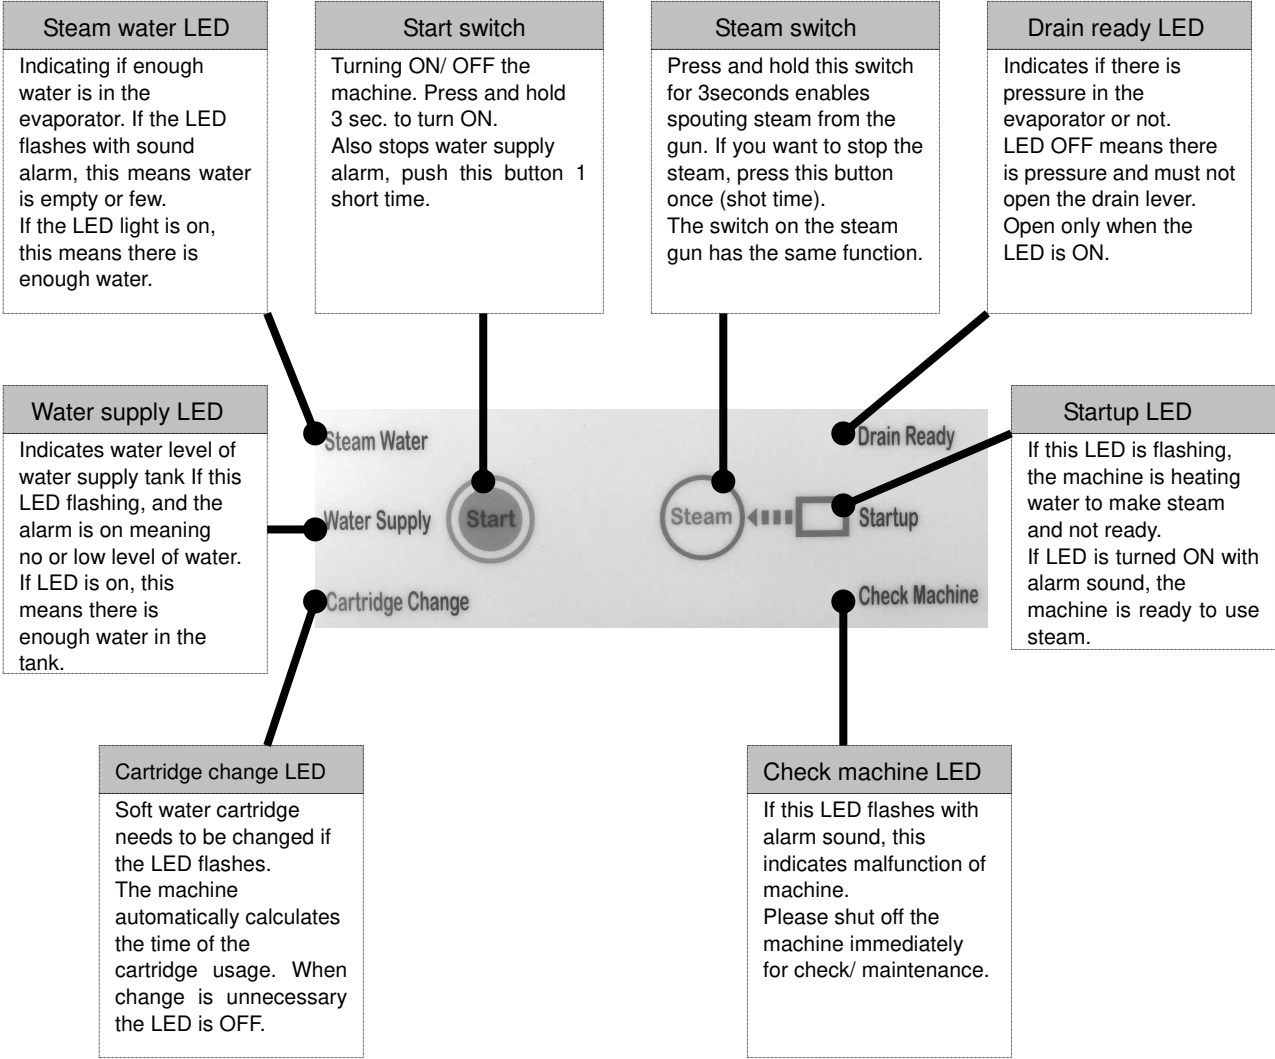 Steam water LED
Indicating if enough
water is in the
evaporator. If the LED
flashes with sound
alarm, this means water
is empty or few.
If the LED light is on,
this means there is
enough water.
Start switch
Turning ON/ OFF the
machine. Press and hold
3 sec. to turn ON.
Also stops water supply
alarm, push this button 1
short time.
Steam switch
Press and hold this switch
for 3seconds enables
spouting steam from the
gun. If you want to stop the
steam, press this button
once (shot time).
The switch on the steam
gun has the same function.
Drain ready LED
Indicates if there is
pressure in the
evaporator or not.
LED OFF means there
is pressure and must not
open the drain lever.
Open only when the
LED is ON.
Water supply LED
Indicates water level of
water supply tank If this
LED flashing, and the
alarm is on meaning
no or low level of water.
If LED is on, this
means there is
enough water in the
tank.
Steam Water
Water Supply
Cartridge Change
Start
Steam
Drain Ready
Startup
Check Machine
Startup LED
If this LED is flashing,
the machine is heating
water to make steam
and not ready.
If LED is turned ON with
alarm sound, the
machine is ready to use
steam.
Cartridge change LED
Soft water cartridge
needs to be changed if
the LED flashes.
The machine
automatically calculates
the time of the
cartridge usage. When
change is unnecessary
the LED is OFF.
Check machine LED
If this LED flashes with
alarm sound, this
indicates malfunction of
machine.
Please shut off the
machine immediately
for check/ maintenance.